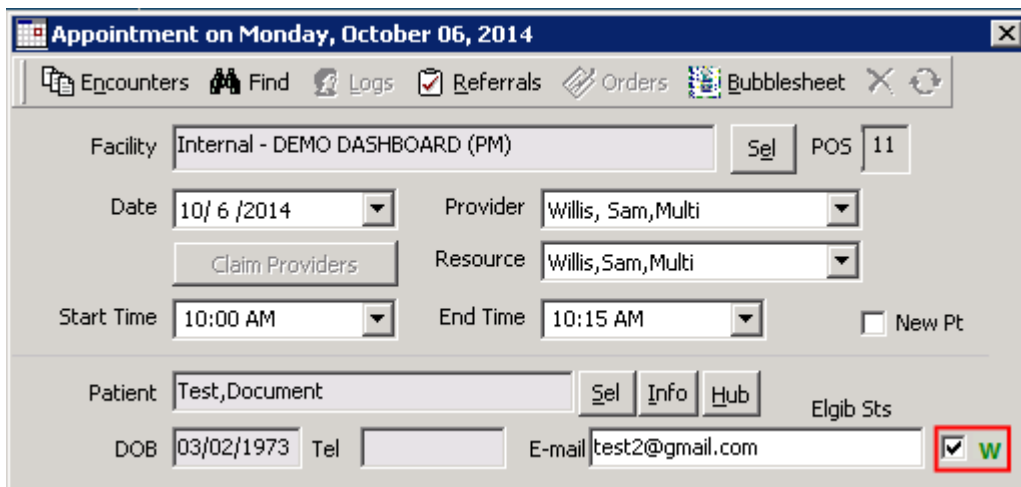 Appointment on Monday, October 06, 2014
Encounters Find Logs Referrals Orders Bubblesheet
Facility Internal - DEMO DASHBOARD (PM) Sel POS 11
Date 10/ 6 /2014 Provider Willis, Sam,Multi
Claim Providers Resource Willis,Sam,Multi
Start Time 10:00 AM End Time 10:15 AM New Pt
Patient Test,Document Sel Info Hub
Elgib Sts
DOB 03/02/1973 Tel E-mail test2@gmail.com W